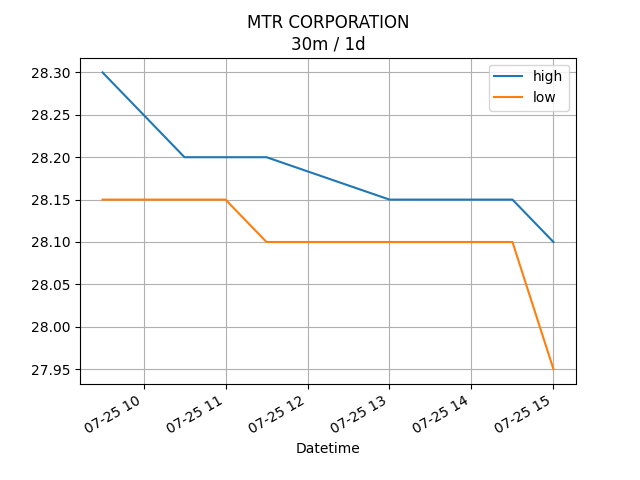 MTR CORPORATION
30m / 1d
high
low
28.30
28.25
28.20
28.15
28.10
28.05
28.00
27.95
07-25 10
07-25 11
07-25 12
07-25 13
07-25 14
07-25 15
Datetime